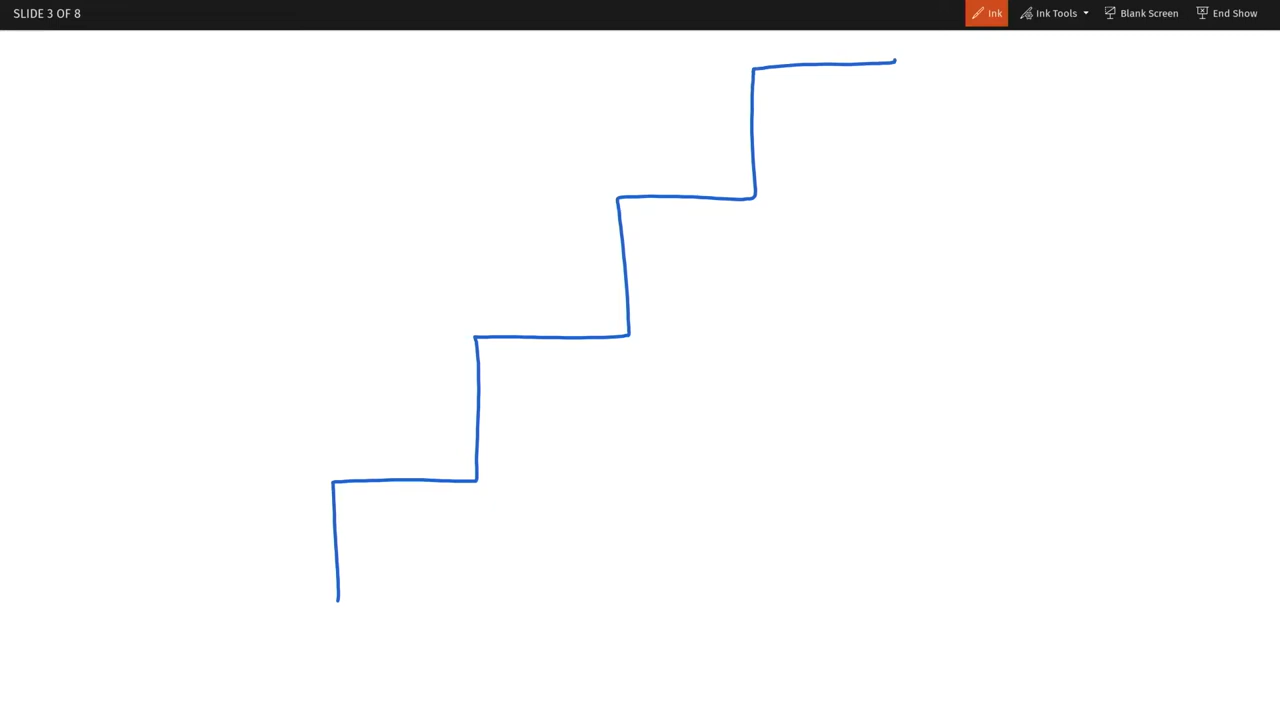 SLIDE 3 OF 8
Ink
Ink Tools
Blank Screen
End Show